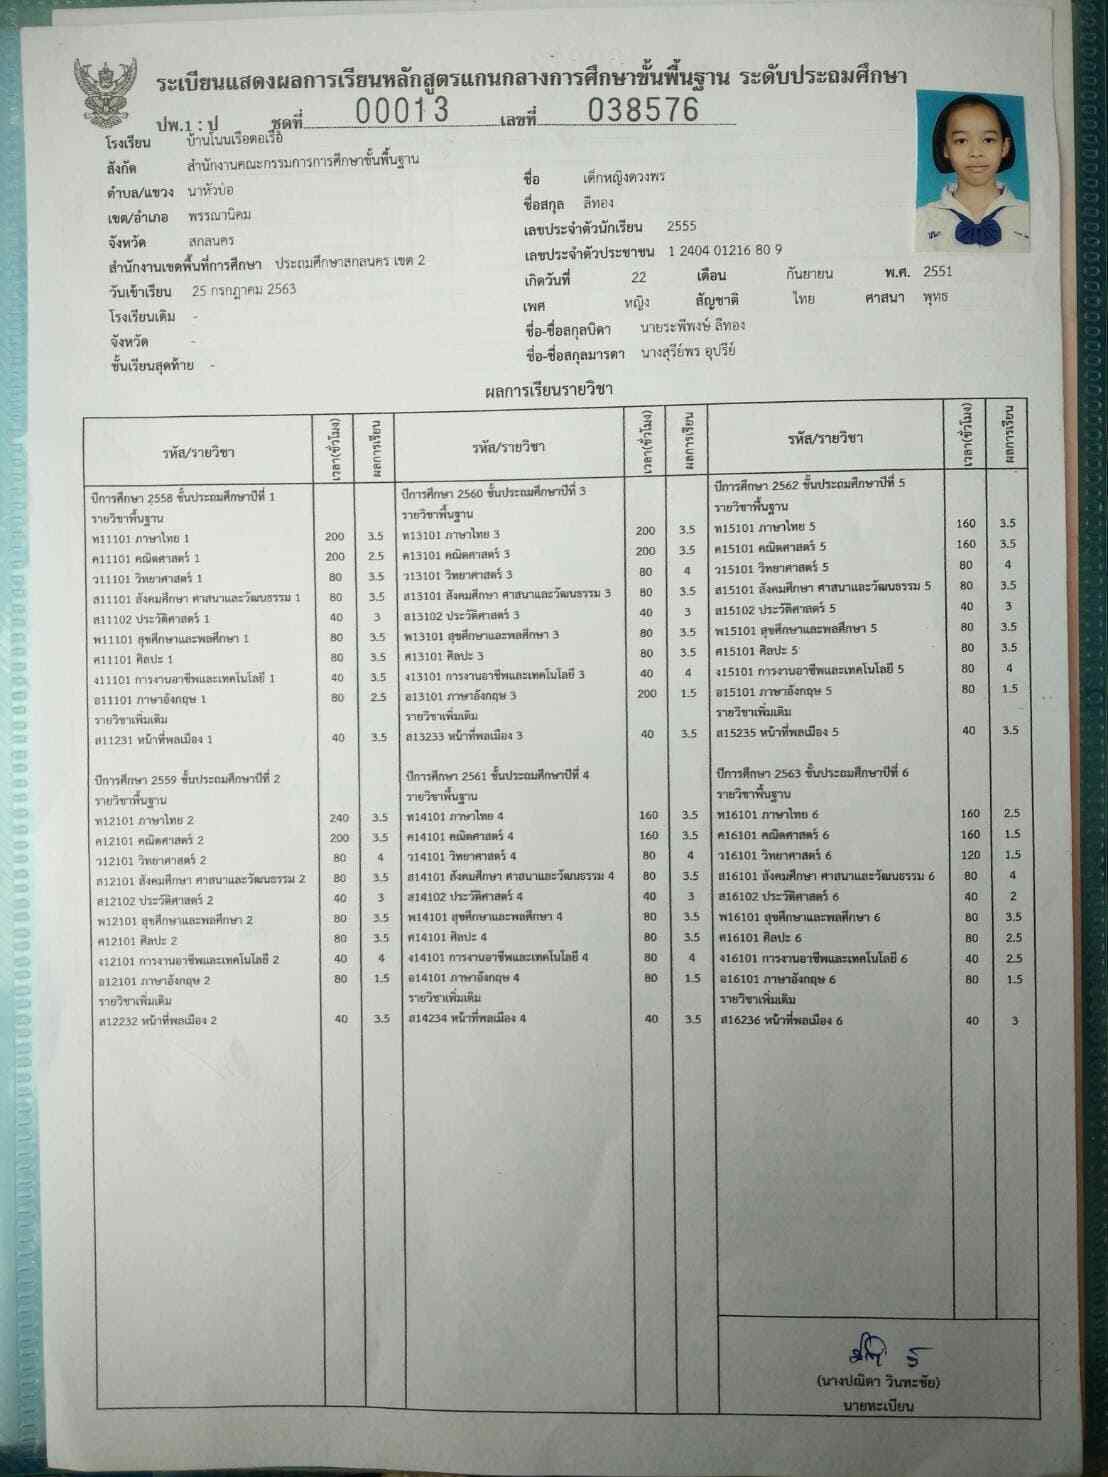 ระเบียนแสดงผลการเรียนหลักสูตรแกนกลางการศึกษาขั้นพื้นฐาน ระดับประถมศึกษา
ปพ.1 : ป ชุดที่ 00013 เลขที่ 038576
โรงเรียน บ้านโนนเรือคอเรือ
สังกัด สำนักงานคณะกรรมการการศึกษาขั้นพื้นฐาน
ตำบล/แขวง นาหัวบ่อ
เขต/อำเภอ พรรณานิคม
จังหวัด สกลนคร
สำนักงานเขตพื้นที่การศึกษา ประถมศึกษาสกลนคร เขต 2
วันเข้าเรียน 25 กรกฎาคม 2563
โรงเรียนเดิม -
จังหวัด -
ชั้นเรียนสุดท้าย -
ชื่อ เด็กหญิงดวงพร
ชื่อสกุล ลีทอง
เลขประจำตัวนักเรียน 2555
เลขประจำตัวประชาชน 1 2404 01216 80 9
เกิดวันที่ 22 เดือน กันยายน พ.ศ. 2551
เพศ หญิง สัญชาติ ไทย ศาสนา พุทธ
ชื่อ-ชื่อสกุลบิดา นายระพีพงษ์ ลีทอง
ชื่อ-ชื่อสกุลมารดา นางสุรีย์พร อุปรีย์
ผลการเรียนรายวิชา
รหัส/รายวิชา เวลา(ชั่วโมง) ผลการเรียน
ปีการศึกษา 2558 ชั้นประถมศึกษาปีที่ 1
รายวิชาพื้นฐาน
ท11101 ภาษาไทย 1 200 3.5
ค11101 คณิตศาสตร์ 1 200 2.5
ว11101 วิทยาศาสตร์ 1 80 3.5
ส11101 สังคมศึกษา ศาสนาและวัฒนธรรม 1 80 3.5
ส11102 ประวัติศาสตร์ 1 40 3
พ11101 สุขศึกษาและพลศึกษา 1 80 3.5
ศ11101 ศิลปะ 1 80 3.5
ง11101 การงานอาชีพและเทคโนโลยี 1 40 3.5
อ11101 ภาษาอังกฤษ 1 80 2.5
รายวิชาเพิ่มเติม
ส11231 หน้าที่พลเมือง 1 40 3.5
ปีการศึกษา 2559 ชั้นประถมศึกษาปีที่ 2
รายวิชาพื้นฐาน
ท12101 ภาษาไทย 2 240 3.5
ค12101 คณิตศาสตร์ 2 200 3.5
ว12101 วิทยาศาสตร์ 2 80 4
ส12101 สังคมศึกษา ศาสนาและวัฒนธรรม 2 80 3.5
ส12102 ประวัติศาสตร์ 2 40 3
พ12101 สุขศึกษาและพลศึกษา 2 80 3.5
ศ12101 ศิลปะ 2 80 3.5
ง12101 การงานอาชีพและเทคโนโลยี 2 40 4
อ12101 ภาษาอังกฤษ 2 80 1.5
รายวิชาเพิ่มเติม
ส12232 หน้าที่พลเมือง 2 40 3.5
รหัส/รายวิชา เวลา(ชั่วโมง) ผลการเรียน
ปีการศึกษา 2560 ชั้นประถมศึกษาปีที่ 3
รายวิชาพื้นฐาน
ท13101 ภาษาไทย 3 200 3.5
ค13101 คณิตศาสตร์ 3 200 3.5
ว13101 วิทยาศาสตร์ 3 80 4
ส13101 สังคมศึกษา ศาสนาและวัฒนธรรม 3 80 3.5
ส13102 ประวัติศาสตร์ 3 40 3
พ13101 สุขศึกษาและพลศึกษา 3 80 3.5
ศ13101 ศิลปะ 3 80 3.5
ง13101 การงานอาชีพและเทคโนโลยี 3 40 4
อ13101 ภาษาอังกฤษ 3 200 1.5
รายวิชาเพิ่มเติม
ส13233 หน้าที่พลเมือง 3 40 3.5
ปีการศึกษา 2561 ชั้นประถมศึกษาปีที่ 4
รายวิชาพื้นฐาน
ท14101 ภาษาไทย 4 160 3.5
ค14101 คณิตศาสตร์ 4 160 3.5
ว14101 วิทยาศาสตร์ 4 80 4
ส14101 สังคมศึกษา ศาสนาและวัฒนธรรม 4 80 3.5
ส14102 ประวัติศาสตร์ 4 40 3
พ14101 สุขศึกษาและพลศึกษา 4 80 3.5
ศ14101 ศิลปะ 4 80 3.5
ง14101 การงานอาชีพและเทคโนโลยี 4 80 4
อ14101 ภาษาอังกฤษ 4 80 1.5
รายวิชาเพิ่มเติม
ส14234 หน้าที่พลเมือง 4 40 3.5
รหัส/รายวิชา เวลา(ชั่วโมง) ผลการเรียน
ปีการศึกษา 2562 ชั้นประถมศึกษาปีที่ 5
รายวิชาพื้นฐาน
ท15101 ภาษาไทย 5 160 3.5
ค15101 คณิตศาสตร์ 5 160 3.5
ว15101 วิทยาศาสตร์ 5 80 4
ส15101 สังคมศึกษา ศาสนาและวัฒนธรรม 5 80 3.5
ส15102 ประวัติศาสตร์ 5 40 3
พ15101 สุขศึกษาและพลศึกษา 5 80 3.5
ศ15101 ศิลปะ 5 80 3.5
ง15101 การงานอาชีพและเทคโนโลยี 5 80 4
อ15101 ภาษาอังกฤษ 5 80 1.5
รายวิชาเพิ่มเติม
ส15235 หน้าที่พลเมือง 5 40 3.5
ปีการศึกษา 2563 ชั้นประถมศึกษาปีที่ 6
รายวิชาพื้นฐาน
ท16101 ภาษาไทย 6 160 2.5
ค16101 คณิตศาสตร์ 6 160 1.5
ว16101 วิทยาศาสตร์ 6 120 1.5
ส16101 สังคมศึกษา ศาสนาและวัฒนธรรม 6 80 4
ส16102 ประวัติศาสตร์ 6 40 2
พ16101 สุขศึกษาและพลศึกษา 6 80 3.5
ศ16101 ศิลปะ 6 80 2.5
ง16101 การงานอาชีพและเทคโนโลยี 6 40 2.5
อ16101 ภาษาอังกฤษ 6 80 1.5
รายวิชาเพิ่มเติม
ส16236 หน้าที่พลเมือง 6 40 3
(นางปณิตา วินทะชัย)
นายทะเบียน